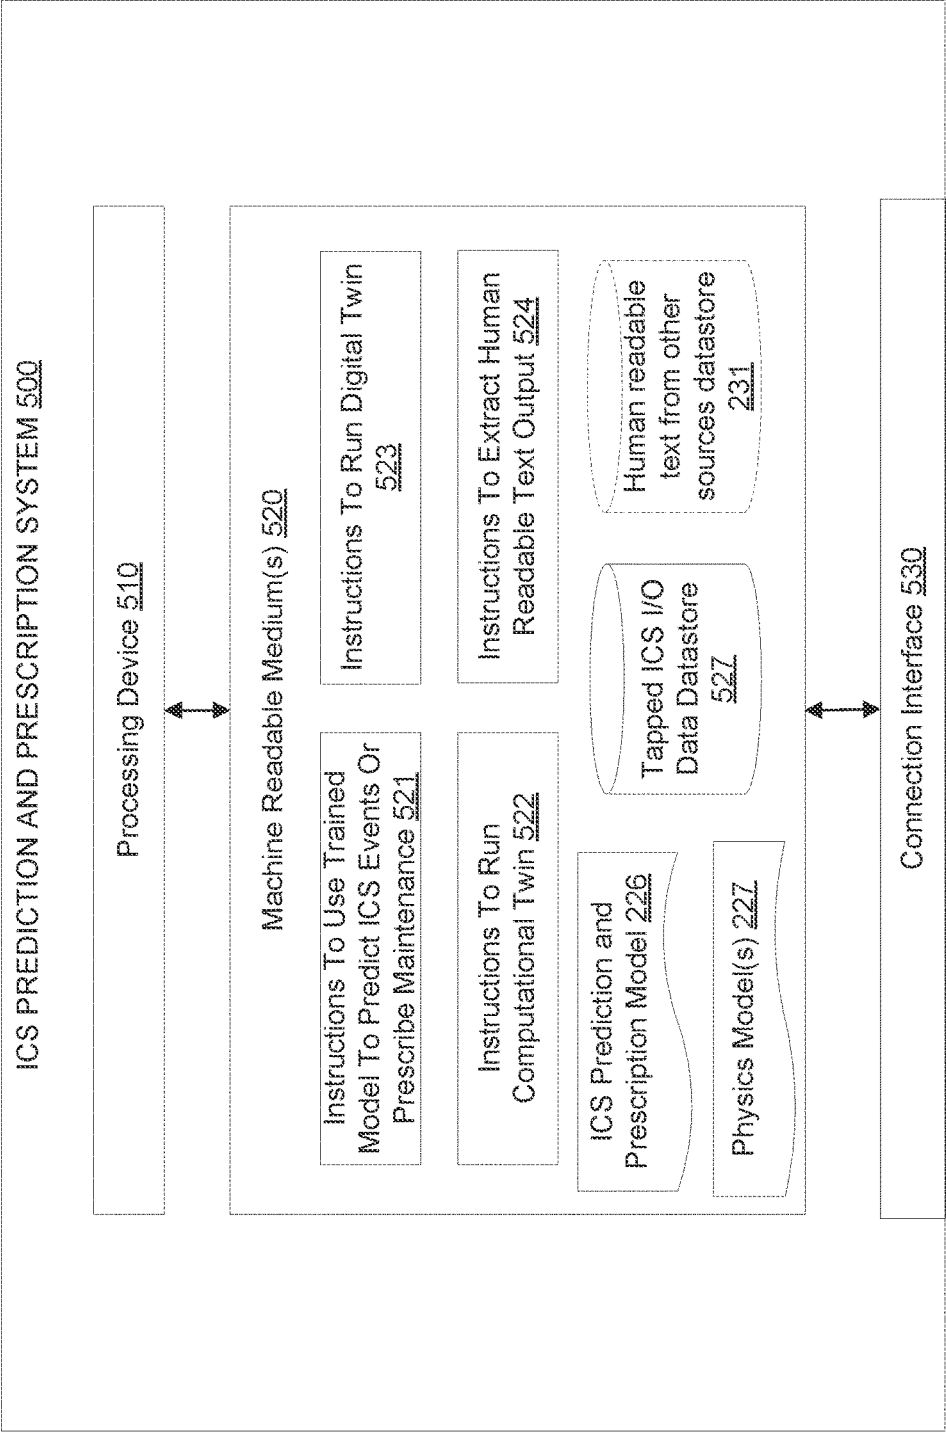 ICS PREDICTION AND PRESCRIPTION SYSTEM 500
Processing Device 510
Machine Readable Medium(s) 520
Instructions To Use Trained
Model To Predict ICS Events Or
Prescribe Maintenance 521
Instructions To Run Digital Twin
523
Instructions To Run
Computational Twin 522
Instructions To Extract Human
Readable Text Output 524
ICS Prediction and
Prescription Model 226
Physics Model(s) 227
Tapped ICS I/O
Data Datastore
527
Human readable
text from other
sources datastore
231
Connection Interface 530